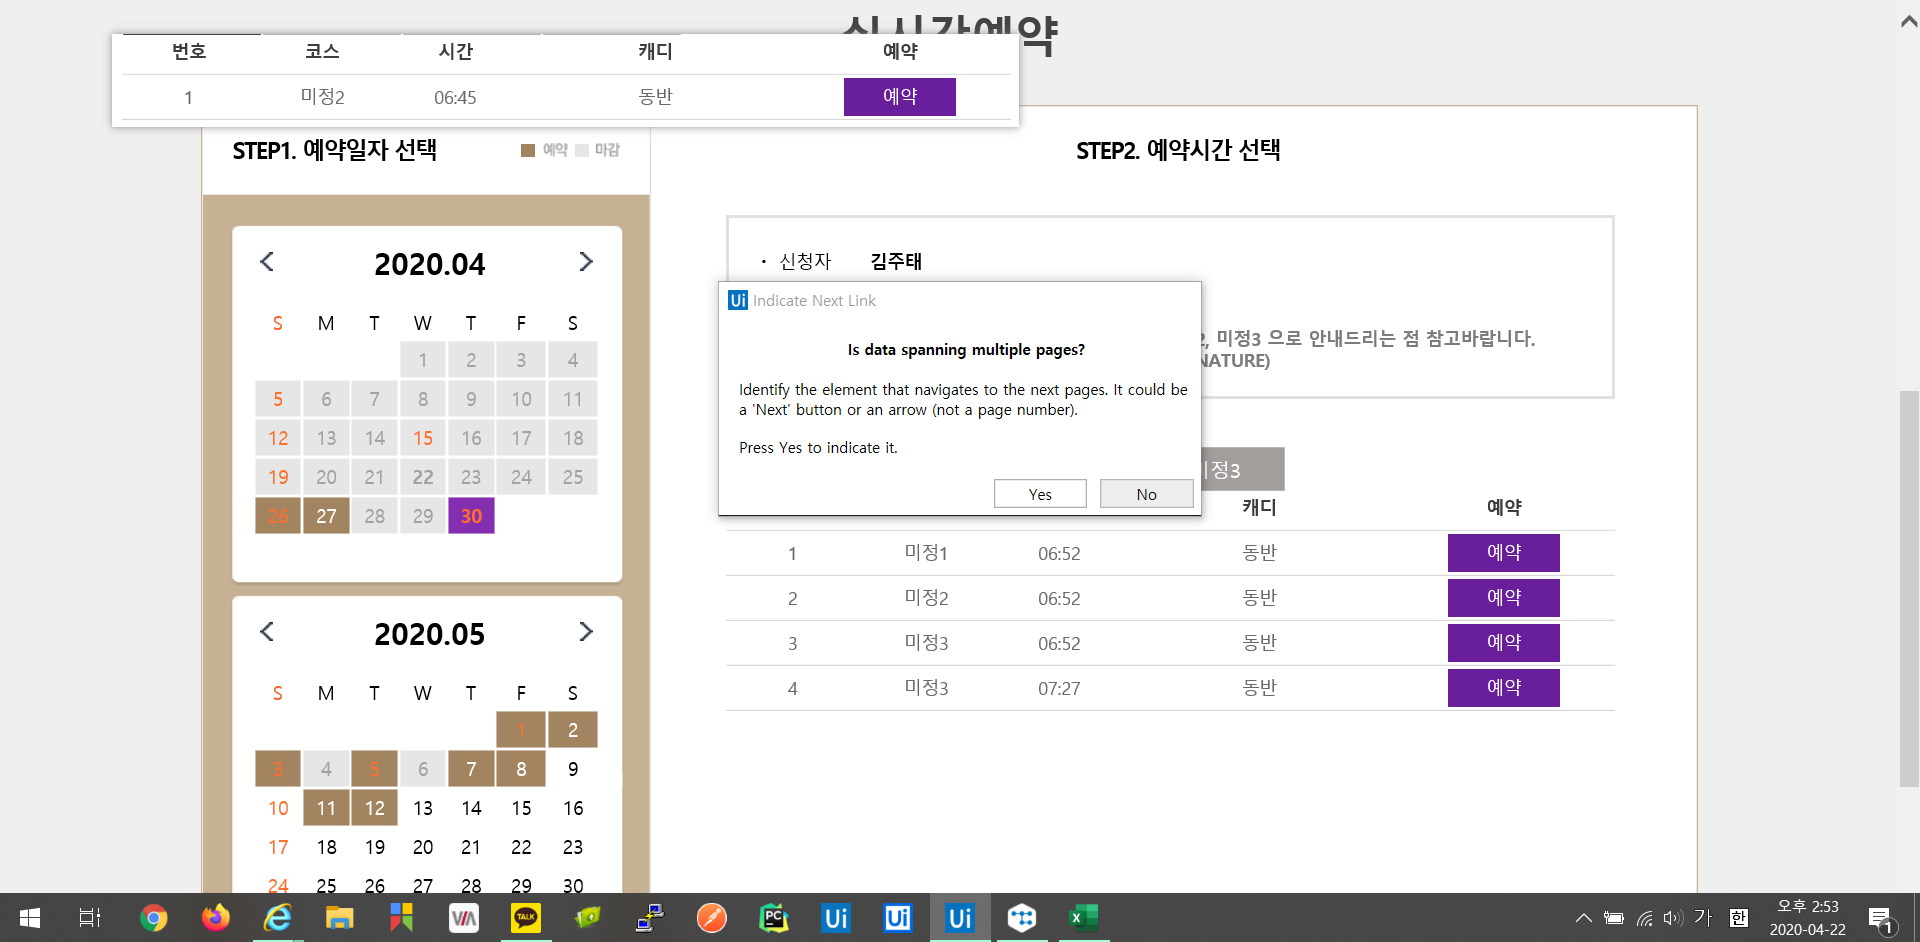 실시간예약
번호 코스 시간 캐디 예약
1 미정2 06:45 동반 예약
STEP1. 예약일자 선택
예약 마감
STEP2. 예약시간 선택
2020.04
S M T W T F S
1 2 3 4
5 6 7 8 9 10 11
12 13 14 15 16 17 18
19 20 21 22 23 24 25
26 27 28 29 30
2020.05
S M T W T F S
1 2
3 4 5 6 7 8 9
10 11 12 13 14 15 16
17 18 19 20 21 22 23
24 25 26 27 28 29 30
· 신청자 김주태
2, 미정3 으로 안내드리는 점 참고바랍니다.
NATURE)
Ui Indicate Next Link
Is data spanning multiple pages?
Identify the element that navigates to the next pages. It could be
a 'Next' button or an arrow (not a page number).
Press Yes to indicate it.
Yes No
미정3
캐디 예약
1 미정1 06:52 동반 예약
2 미정2 06:52 동반 예약
3 미정3 06:52 동반 예약
4 미정3 07:27 동반 예약
VIA
TALK
PC
Ui
Ui
Ui
X
가
한
오후 2:53
2020-04-22
1